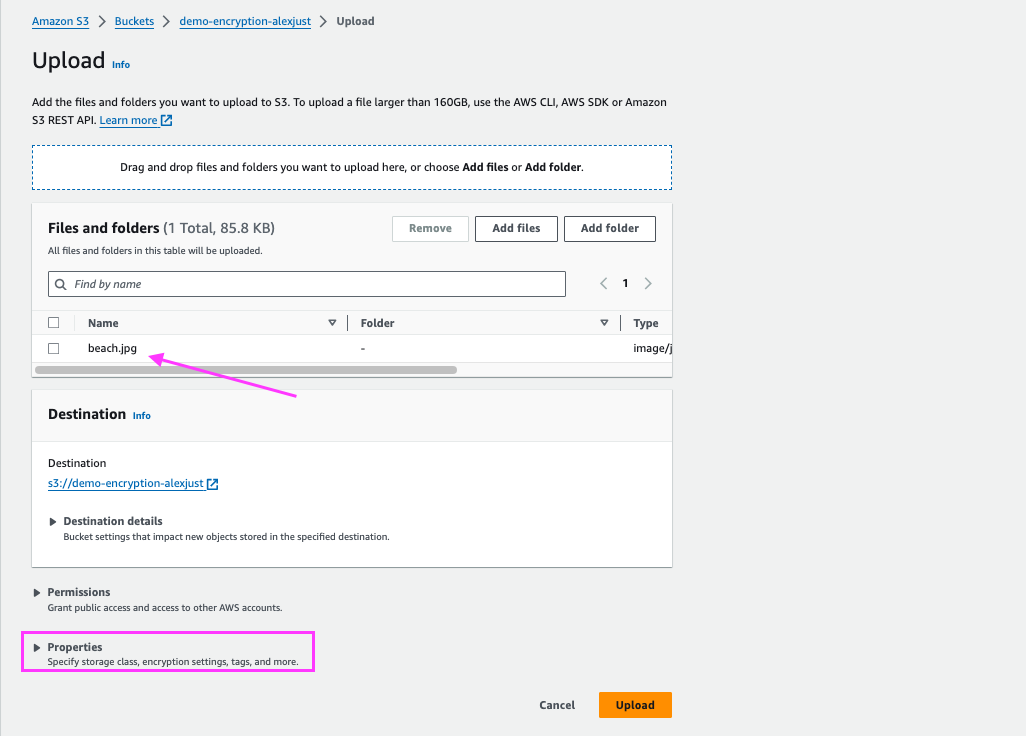 Amazon S3 > Buckets > demo-encryption-alexjust > Upload
Upload Info
Add the files and folders you want to upload to S3. To upload a file larger than 160GB, use the AWS CLI, AWS SDK or Amazon
S3 REST API. Learn more
Drag and drop files and folders you want to upload here, or choose Add files or Add folder.
Files and folders (1 Total, 85.8 KB)
Remove
Add files
Add folder
All files and folders in this table will be uploaded.
Find by name
1
Name Folder Type
beach.jpg - image/j
Destination Info
Destination
s3://demo-encryption-alexjust
Destination details
Bucket settings that impact new objects stored in the specified destination.
Permissions
Grant public access and access to other AWS accounts.
Properties
Specify storage class, encryption settings, tags, and more.
Cancel
Upload